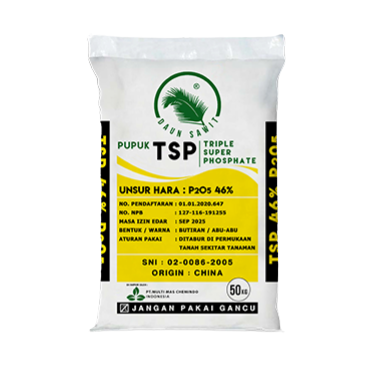 ®
DAUN SAWIT
PUPUK TSP TRIPLE
SUPER
PHOSPHATE
UNSUR HARA : P2O5 46%
NO. PENDAFTARAN : 01.01.2020.647
NO. NPB : 127-116-191255
MASA IZIN EDAR : SEP 2025
BENTUK / WARNA : BUTIRAN / ABU-ABU
ATURAN PAKAI : DITABUR DI PERMUKAAN
TANAH SEKITAR TANAMAN
SNI : 02-0086-2005
ORIGIN : CHINA
PT.MULTI MAS CHEMINDO
INDONESIA
50KG
JANGAN PAKAI GANCU
TSP 46% P2O5
TSP 46% P2O5